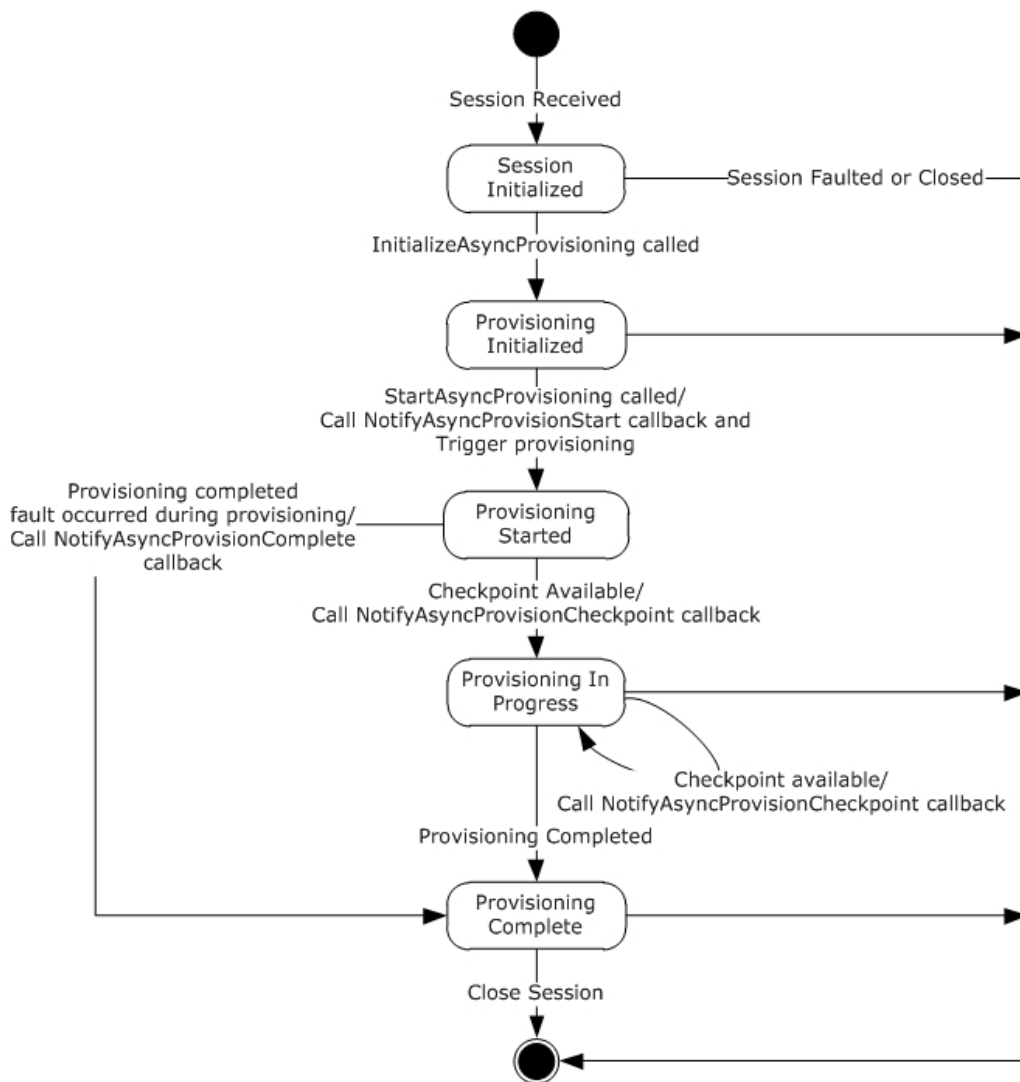 Session Received
Session
Initialized
Session Faulted or Closed
InitializeAsyncProvisioning called
Provisioning
Initialized
StartAsyncProvisioning called/
Call NotifyAsyncProvisionStart callback and
Trigger provisioning
Provisioning completed
fault occurred during provisioning/
Call NotifyAsyncProvisionComplete
callback
Provisioning
Started
Checkpoint Available/
Call NotifyAsyncProvisionCheckpoint callback
Provisioning In
Progress
Checkpoint available/
Call NotifyAsyncProvisionCheckpoint callback
Provisioning Completed
Provisioning
Complete
Close Session